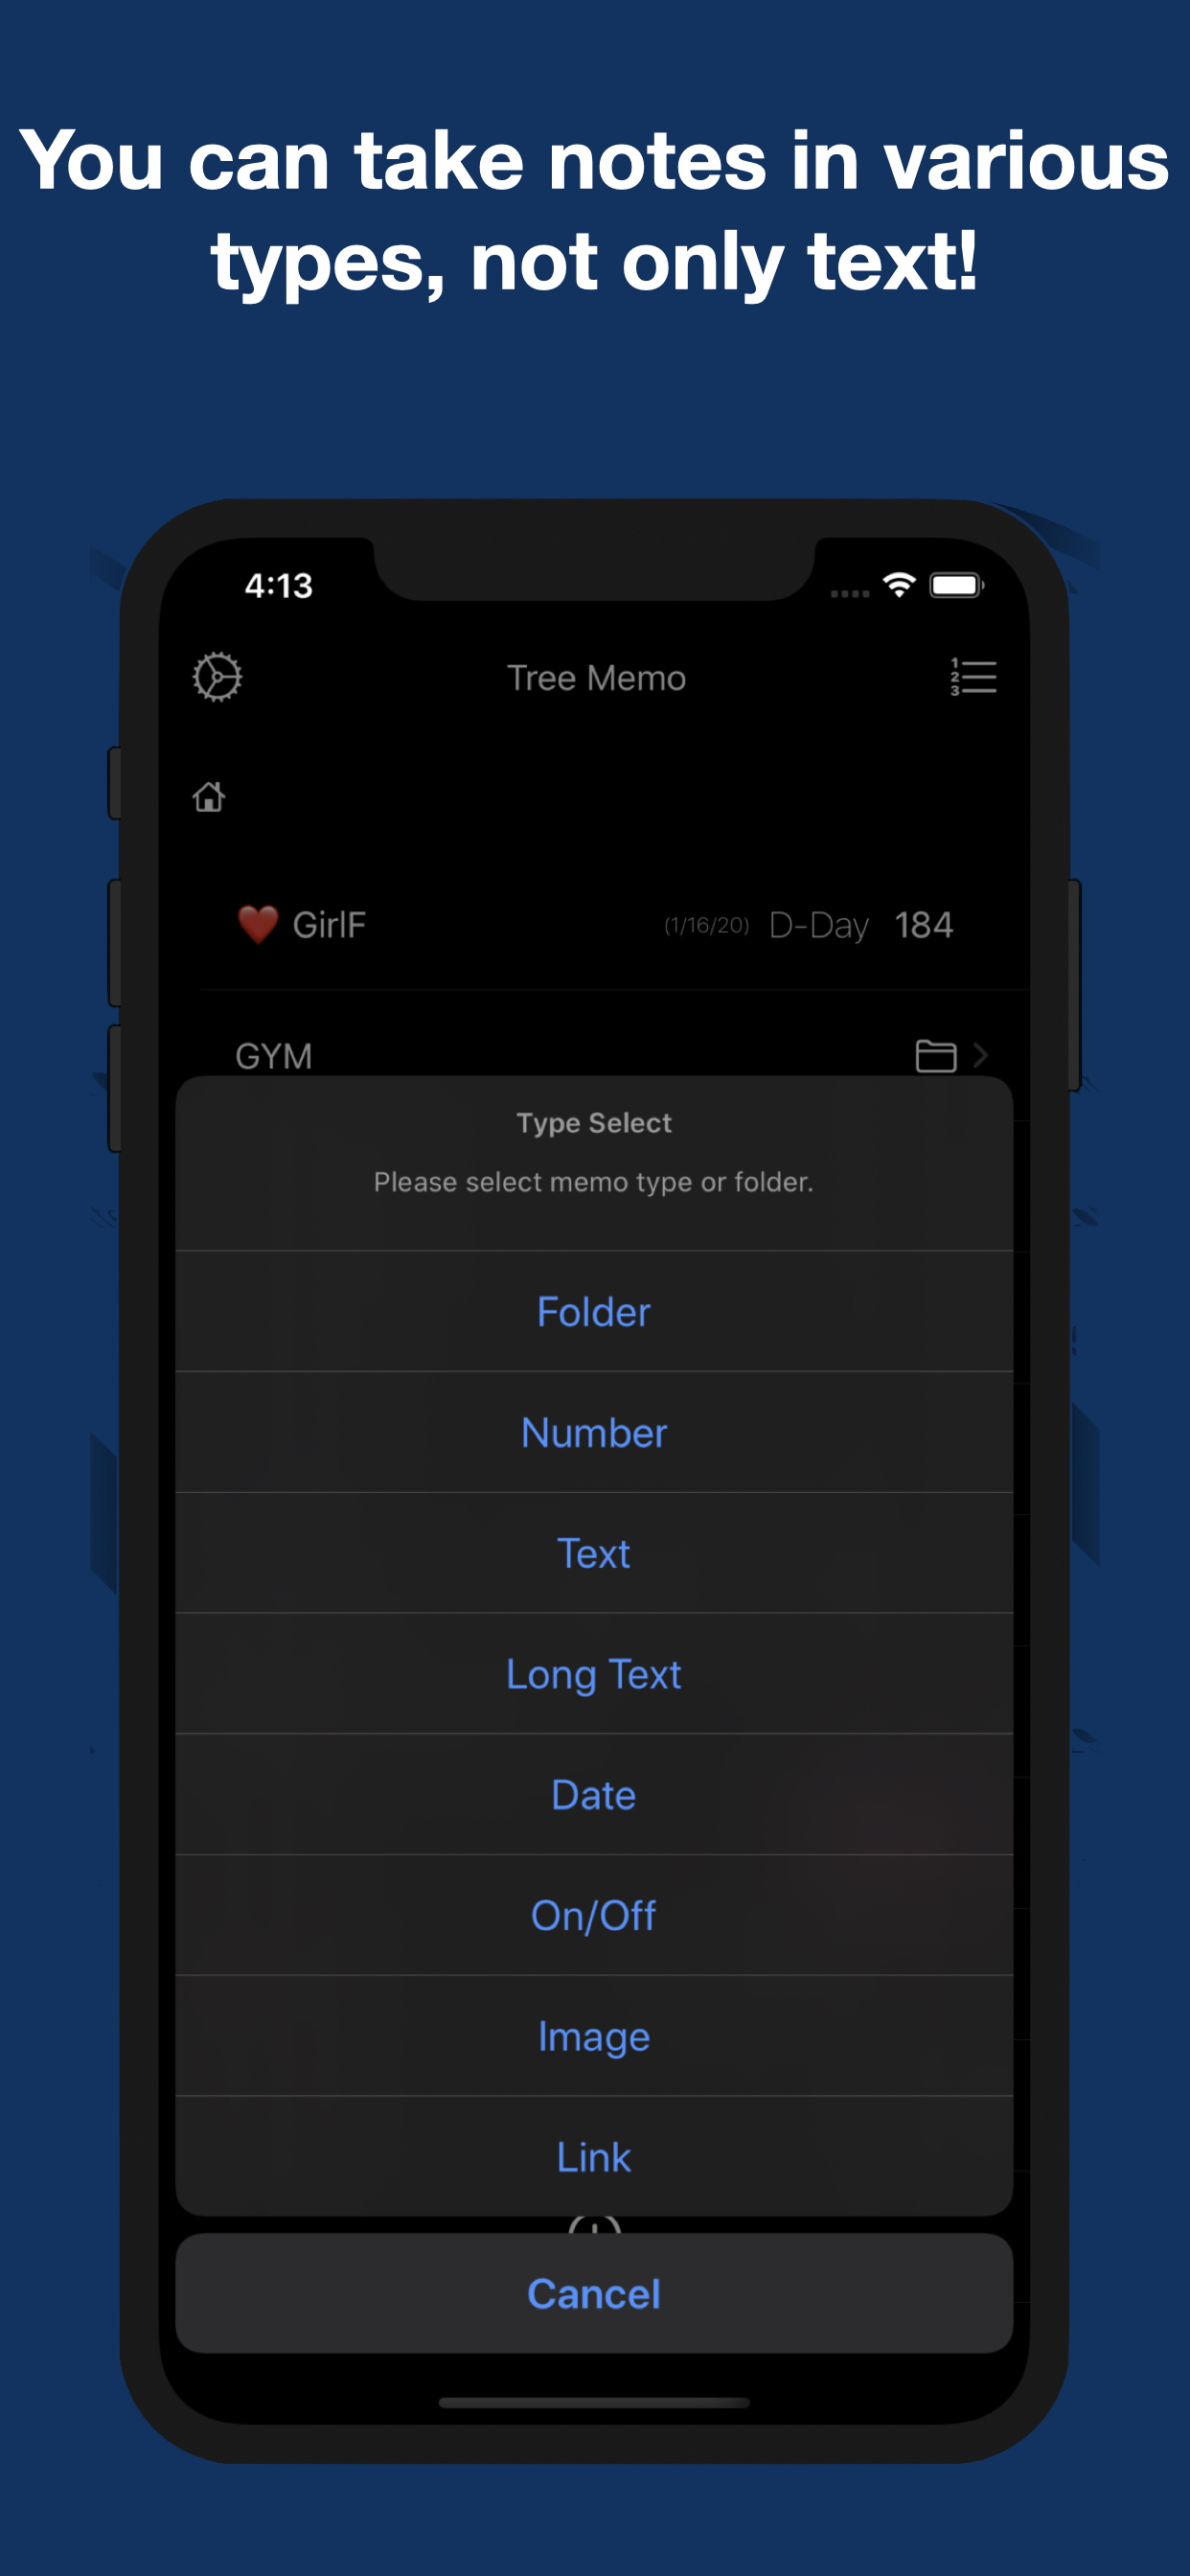 You can take notes in various
types, not only text!
4:13
Tree Memo
❤️ GirlF (1/16/20) D-Day 184
GYM
Type Select
Please select memo type or folder.
Folder
Number
Text
Long Text
Date
On/Off
Image
Link
Cancel